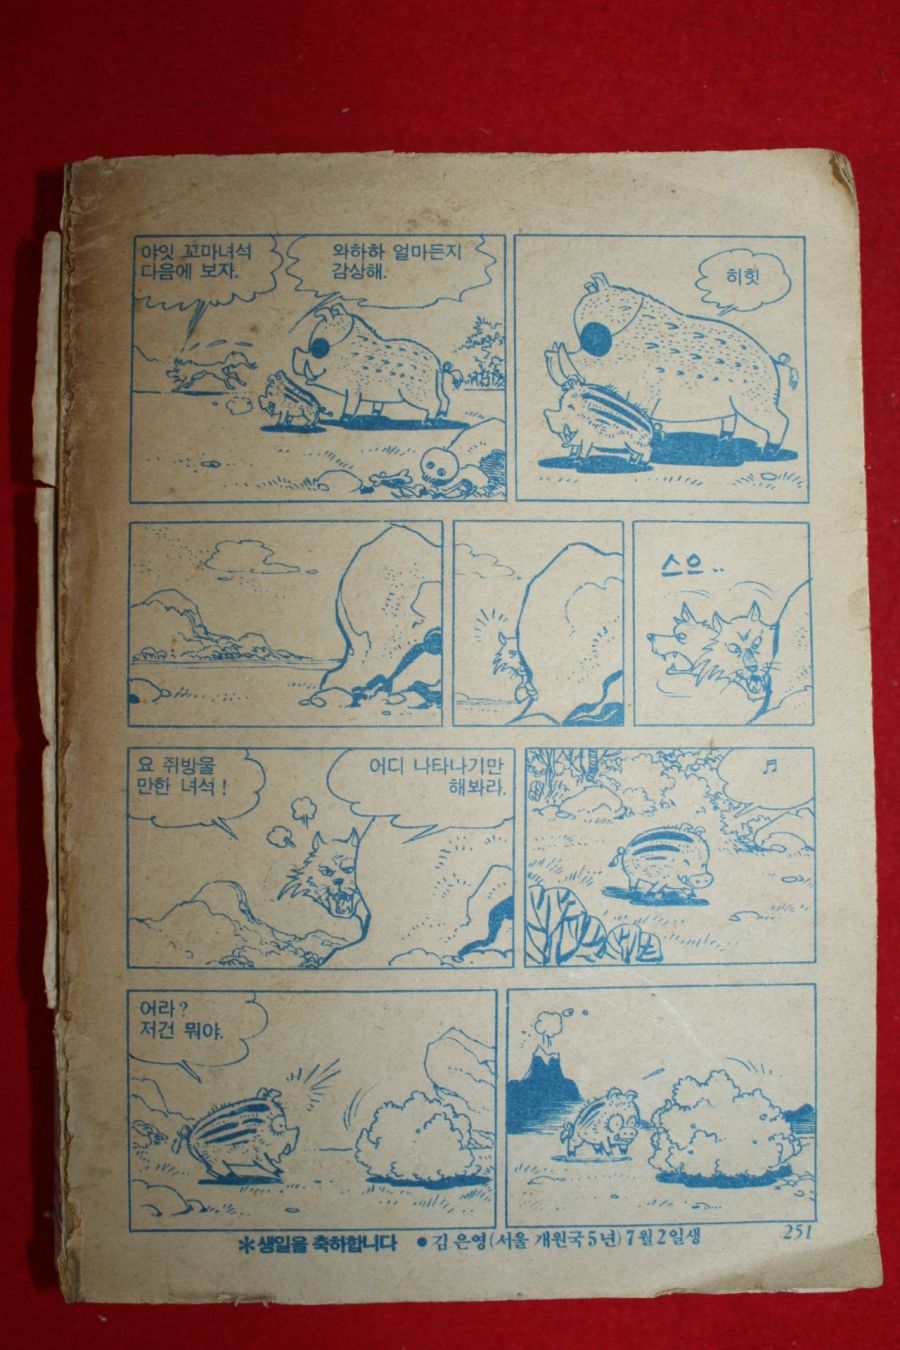 야잇 꼬마녀석
다음에 보자.
와하하 얼마든지
감상해.
히힛
스으..
요 쥐방울
만한 녀석!
어디 나타나기만
해봐라.
♬
어라?
저건 뭐야.
＊생일을 축하합니다 ●김은영(서울 개원국5년)7월2일생
251